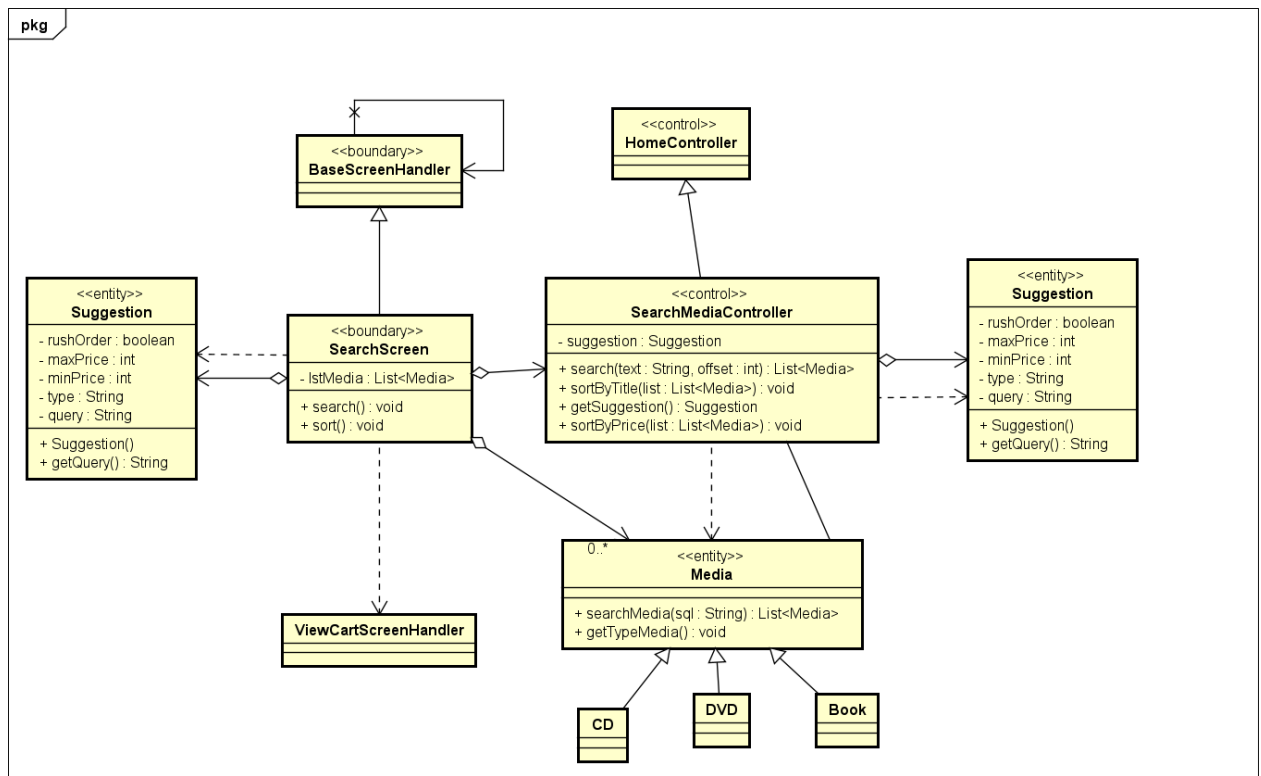 pkg
<<boundary>>
BaseScreenHandler
<<control>>
HomeController
<<entity>>
Suggestion
- rushOrder : boolean
- maxPrice : int
- minPrice : int
- type : String
- query : String
+ Suggestion()
+ getQuery() : String
<<boundary>>
SearchScreen
- lstMedia : List<Media>
+ search() : void
+ sort() : void
<<control>>
SearchMediaController
- suggestion : Suggestion
+ search(text : String, offset : int) : List<Media>
+ sortByTitle(list : List<Media>) : void
+ getSuggestion() : Suggestion
+ sortByPrice(list : List<Media>) : void
<<entity>>
Suggestion
- rushOrder : boolean
- maxPrice : int
- minPrice : int
- type : String
- query : String
+ Suggestion()
+ getQuery() : String
0..*
<<entity>>
Media
+ searchMedia(sql : String) : List<Media>
+ getTypeMedia() : void
ViewCartScreenHandler
CD
DVD
Book